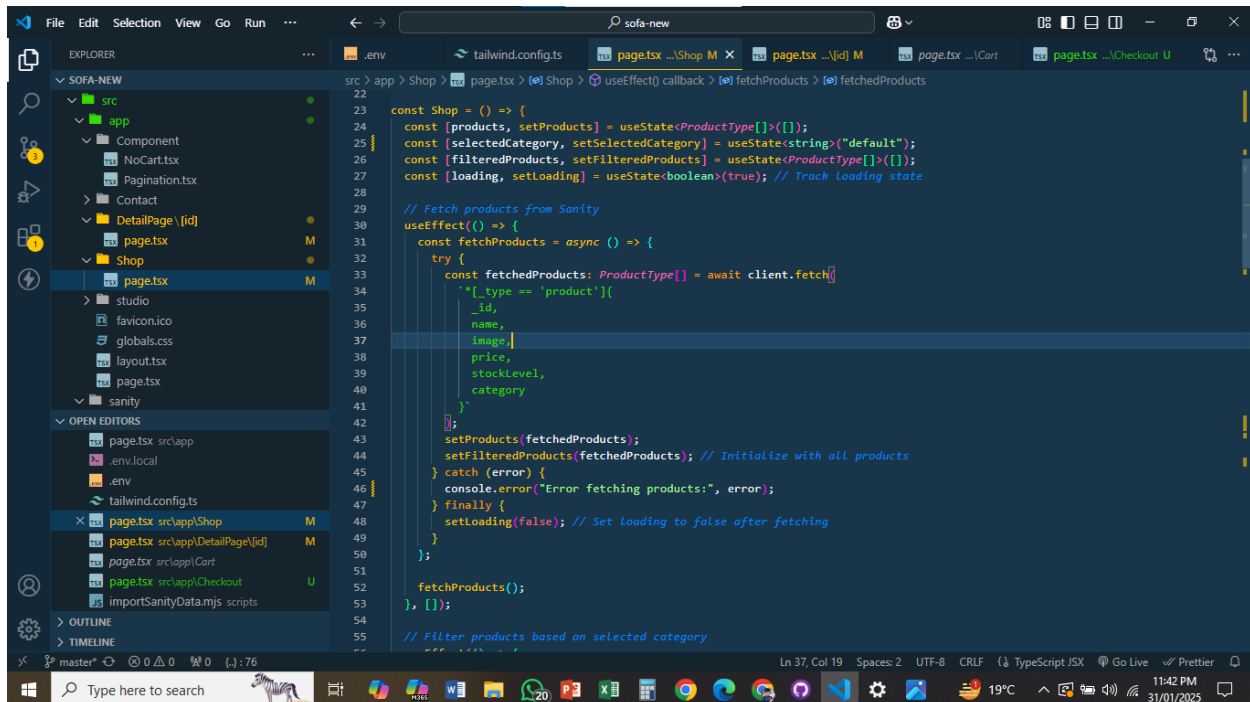 File Edit Selection View Go Run ···
sofa-new
EXPLORER ···
.env
tailwind.config.ts
page.tsx ...\Shop M ×
page.tsx ...\[id] M
page.tsx ...\Cart
page.tsx ...\Checkout U
SOFA-NEW
src > app > Shop > page.tsx > Shop > useEffect() callback > fetchProducts > fetchedProducts
src
app
Component
NoCart.tsx
Pagination.tsx
Contact
DetailPage \ [id]
page.tsx M
Shop
page.tsx M
studio
favicon.ico
globals.css
layout.tsx
page.tsx
sanity
OPEN EDITORS
page.tsx src\app
.env.local
.env
tailwind.config.ts
page.tsx src\app\Shop M
page.tsx src\app\DetailPage\[id] M
page.tsx src\app\Cart
page.tsx src\app\Checkout U
importSanityData.mjs scripts
OUTLINE
TIMELINE
3
1
22
23 const Shop = () => {
24 const [products, setProducts] = useState<ProductType[]>([]);
25 const [selectedCategory, setSelectedCategory] = useState<string>("default");
26 const [filteredProducts, setFilteredProducts] = useState<ProductType[]>([]);
27 const [loading, setLoading] = useState<boolean>(true); // Track loading state
28
29 // Fetch products from Sanity
30 useEffect(() => {
31 const fetchProducts = async () => {
32 try {
33 const fetchedProducts: ProductType[] = await client.fetch(
34 `*[_type == 'product']{
35 _id,
36 name,
37 image,
38 price,
39 stockLevel,
40 category
41 }`
42 );
43 setProducts(fetchedProducts);
44 setFilteredProducts(fetchedProducts); // Initialize with all products
45 } catch (error) {
46 console.error("Error fetching products:", error);
47 } finally {
48 setLoading(false); // Set loading to false after fetching
49 }
50 };
51
52 fetchProducts();
53 }, []);
54
55 // Filter products based on selected category
master* 0 0 0 {..} : 76
Ln 37, Col 19 Spaces: 2 UTF-8 CRLF TypeScript JSX Go Live Prettier
Type here to search
M365
20
19°C
11:42 PM
31/01/2025